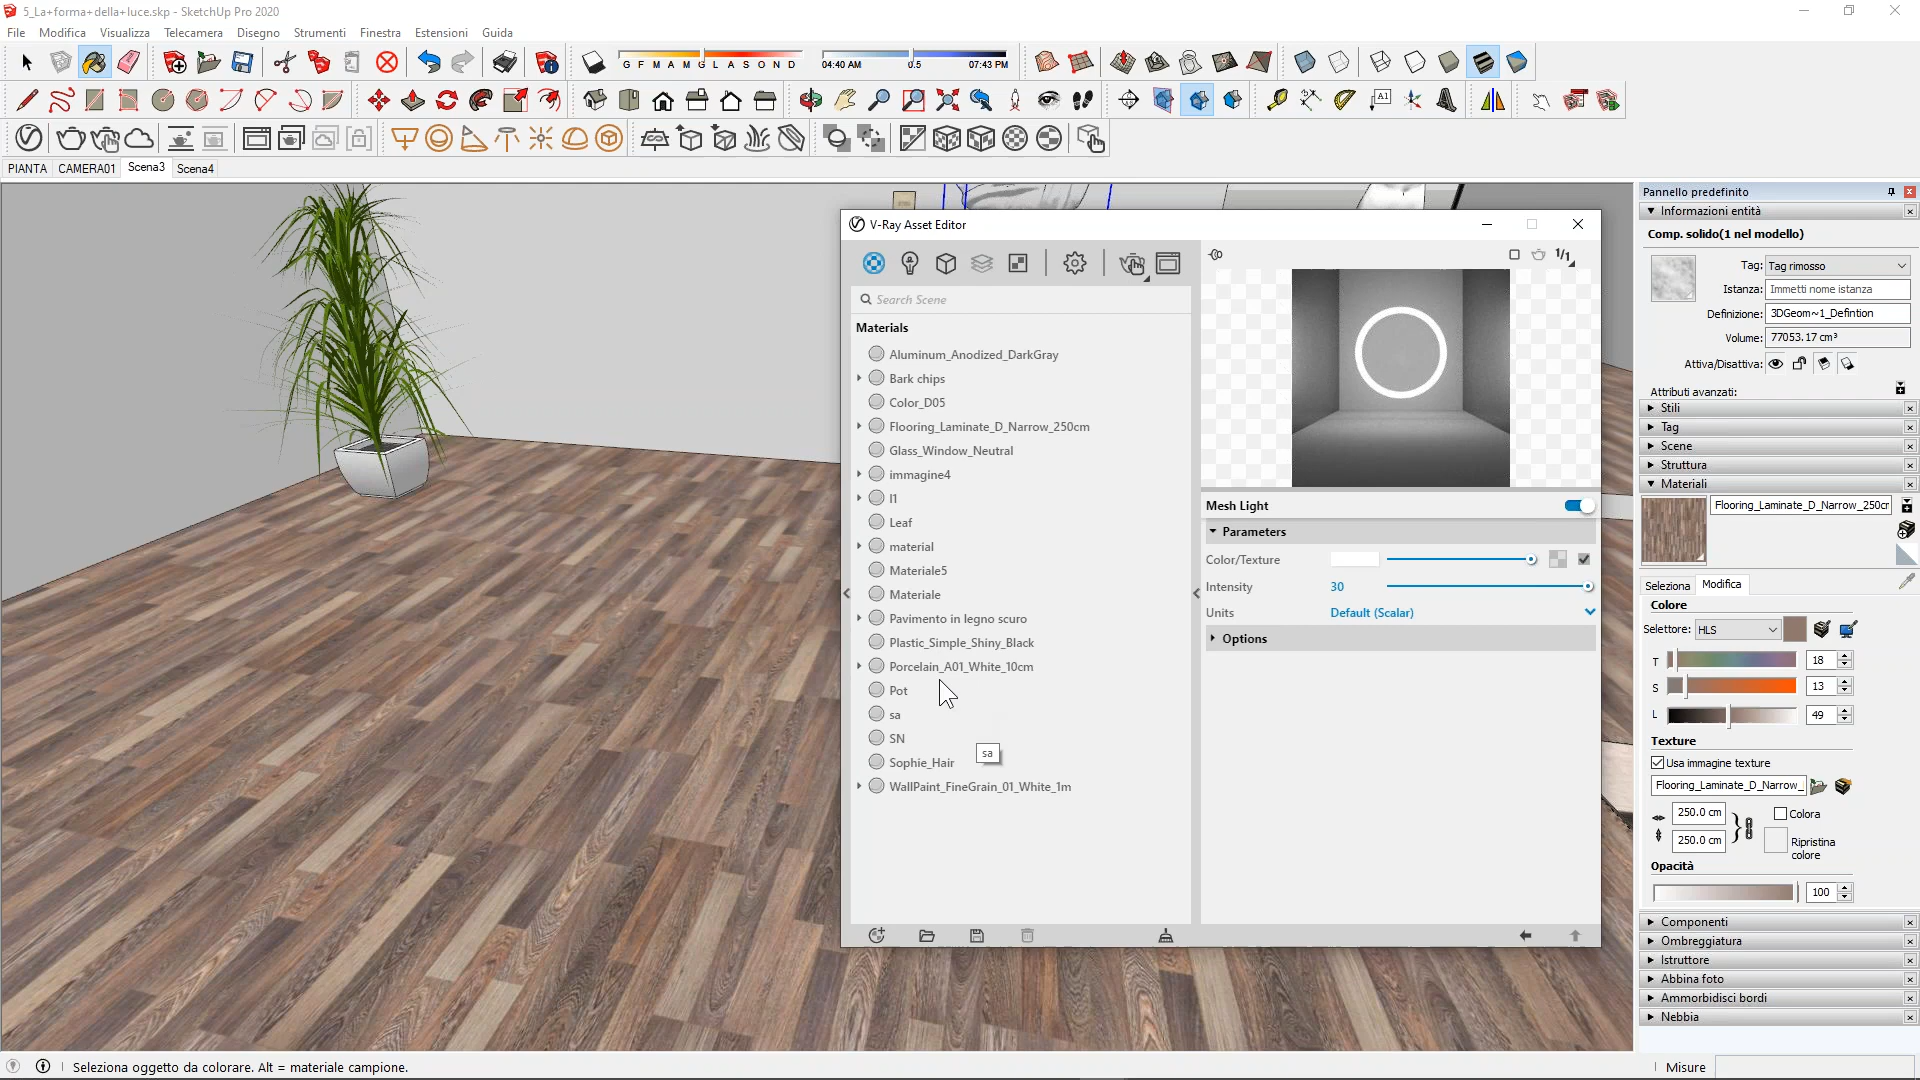 5_La+forma+della+luce.skp - SketchUp Pro 2020
File Modifica Visualizza Telecamera Disegno Strumenti Finestra Estensioni Guida
G F M A M G L A S O N D
04:40 AM 0.5 07:43 PM
A1
PIANTA CAMERA01 Scena3 Scena4
V-Ray Asset Editor
Search Scene
Materials
Aluminum_Anodized_DarkGray
Bark chips
Color_D05
Flooring_Laminate_D_Narrow_250cm
Glass_Window_Neutral
immagine4
l1
Leaf
material
Materiale5
Materiale
Pavimento in legno scuro
Plastic_Simple_Shiny_Black
Porcelain_A01_White_10cm
Pot
sa
SN
sa
Sophie_Hair
WallPaint_FineGrain_01_White_1m
1/1
Mesh Light
Parameters
Color/Texture
Intensity 30
Units Default (Scalar)
Options
Pannello predefinito
Informazioni entità
Comp. solido(1 nel modello)
Tag: Tag rimosso
Istanza: Immetti nome istanza
Definizione: 3DGeom~1_Defintion
Volume: 77053.17 cm³
Attiva/Disattiva:
Attributi avanzati:
Stili
Tag
Scene
Struttura
Materiali
Flooring_Laminate_D_Narrow_250cr
Seleziona Modifica
Colore
Selettore: HLS
T 18
S 13
L 49
Texture
Usa immagine texture
Flooring_Laminate_D_Narrow_
250.0 cm
Colora
250.0 cm
Ripristina
colore
Opacità
100
Componenti
Ombreggiatura
Istruttore
Abbina foto
Ammorbidisci bordi
Nebbia
Seleziona oggetto da colorare. Alt = materiale campione.
Misure